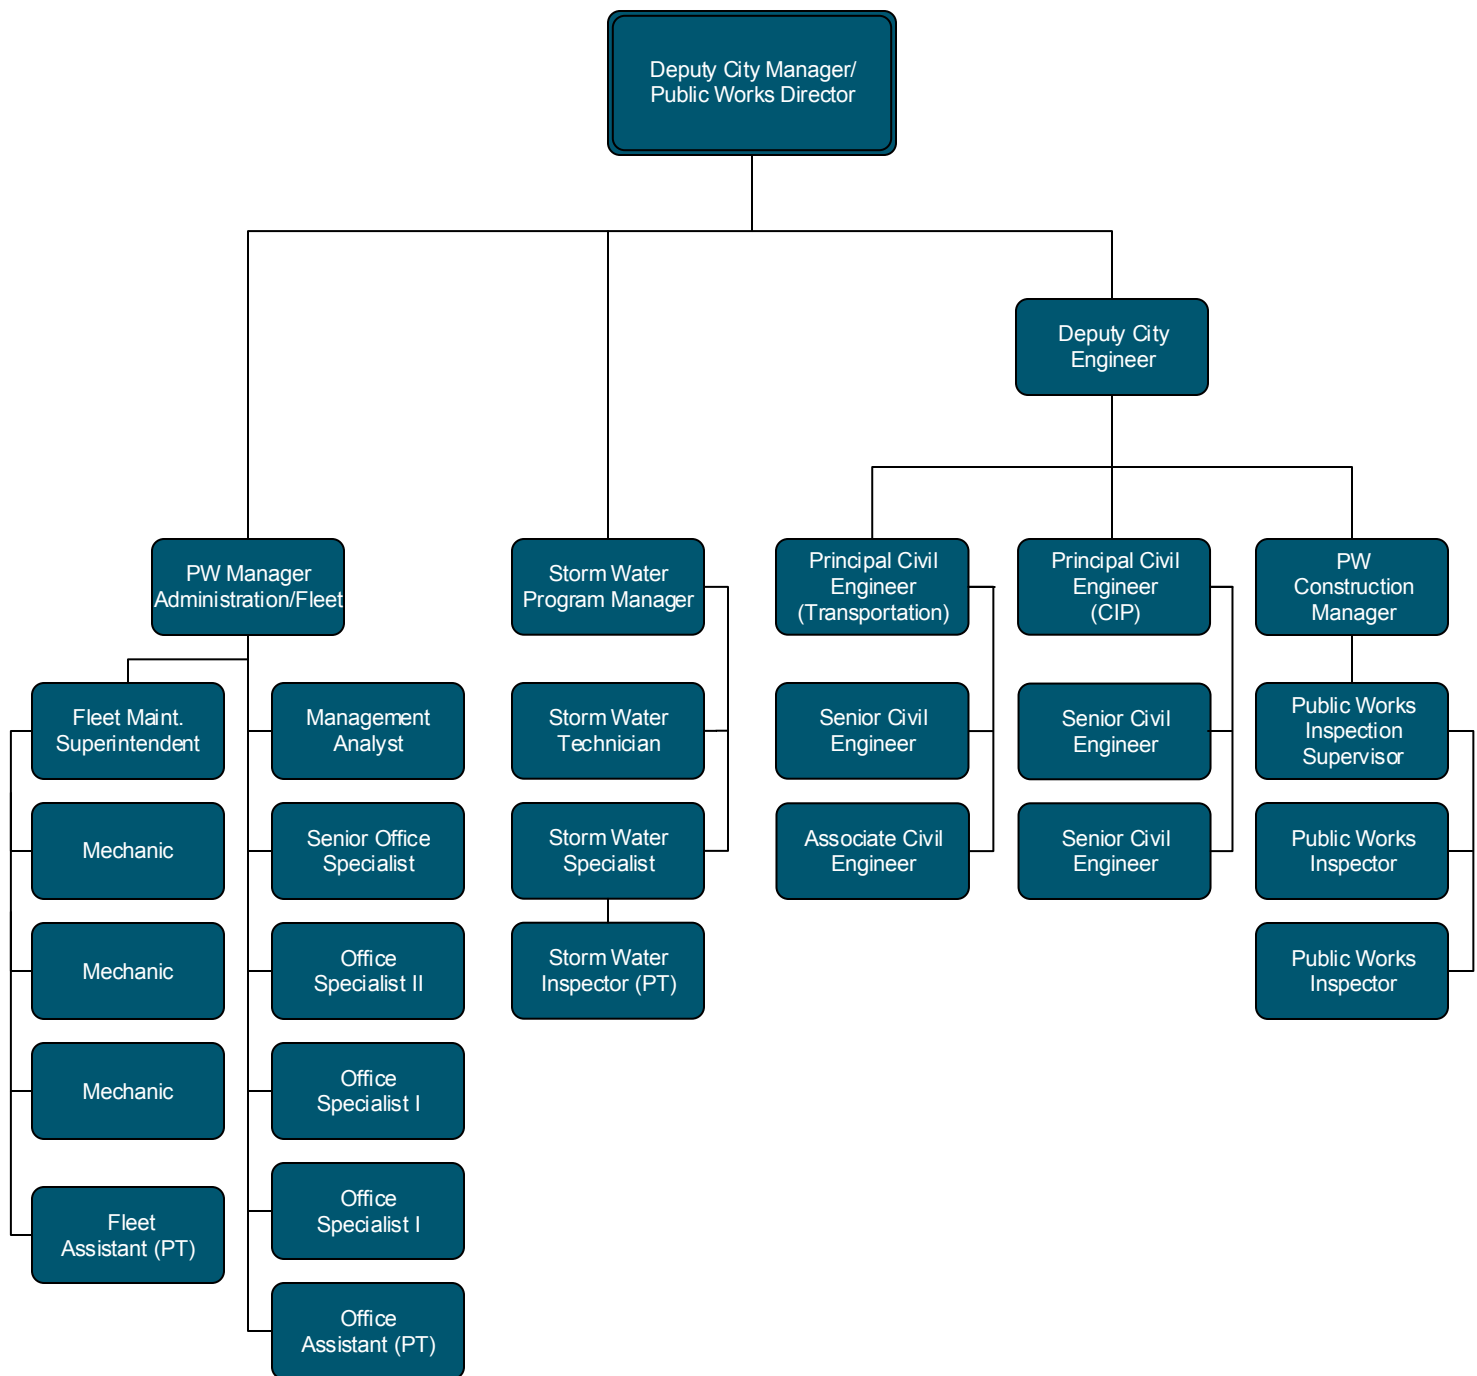 Deputy City Manager/
Public Works Director
Deputy City
Engineer
PW Manager
Administration/Fleet
Storm Water
Program Manager
Principal Civil
Engineer
(Transportation)
Principal Civil
Engineer
(CIP)
PW
Construction
Manager
Fleet Maint.
Superintendent
Management
Analyst
Storm Water
Technician
Senior Civil
Engineer
Senior Civil
Engineer
Public Works
Inspection
Supervisor
Mechanic
Senior Office
Specialist
Storm Water
Specialist
Associate Civil
Engineer
Senior Civil
Engineer
Public Works
Inspector
Mechanic
Office
Specialist II
Storm Water
Inspector (PT)
Public Works
Inspector
Mechanic
Office
Specialist I
Fleet
Assistant (PT)
Office
Specialist I
Office
Assistant (PT)